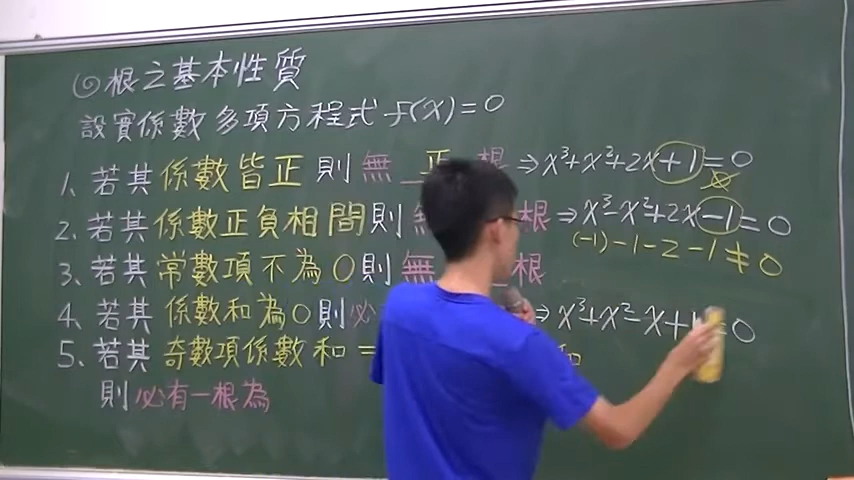 根之基本性質
設實係數多項方程式 f(x)=0
1. 若其係數皆正則無 正 根 ⇒ x³+x²+2x+1=0
2. 若其係數正負相間則 根 ⇒ x³-x²+2x-1=0
(-1)-1-2-1≠0
3. 若其常數項不為0則無 根
4. 若其係數和為0則必 ⇒ x³+x²-x+ =0
5. 若其奇數項係數和= 和
則必有一根為